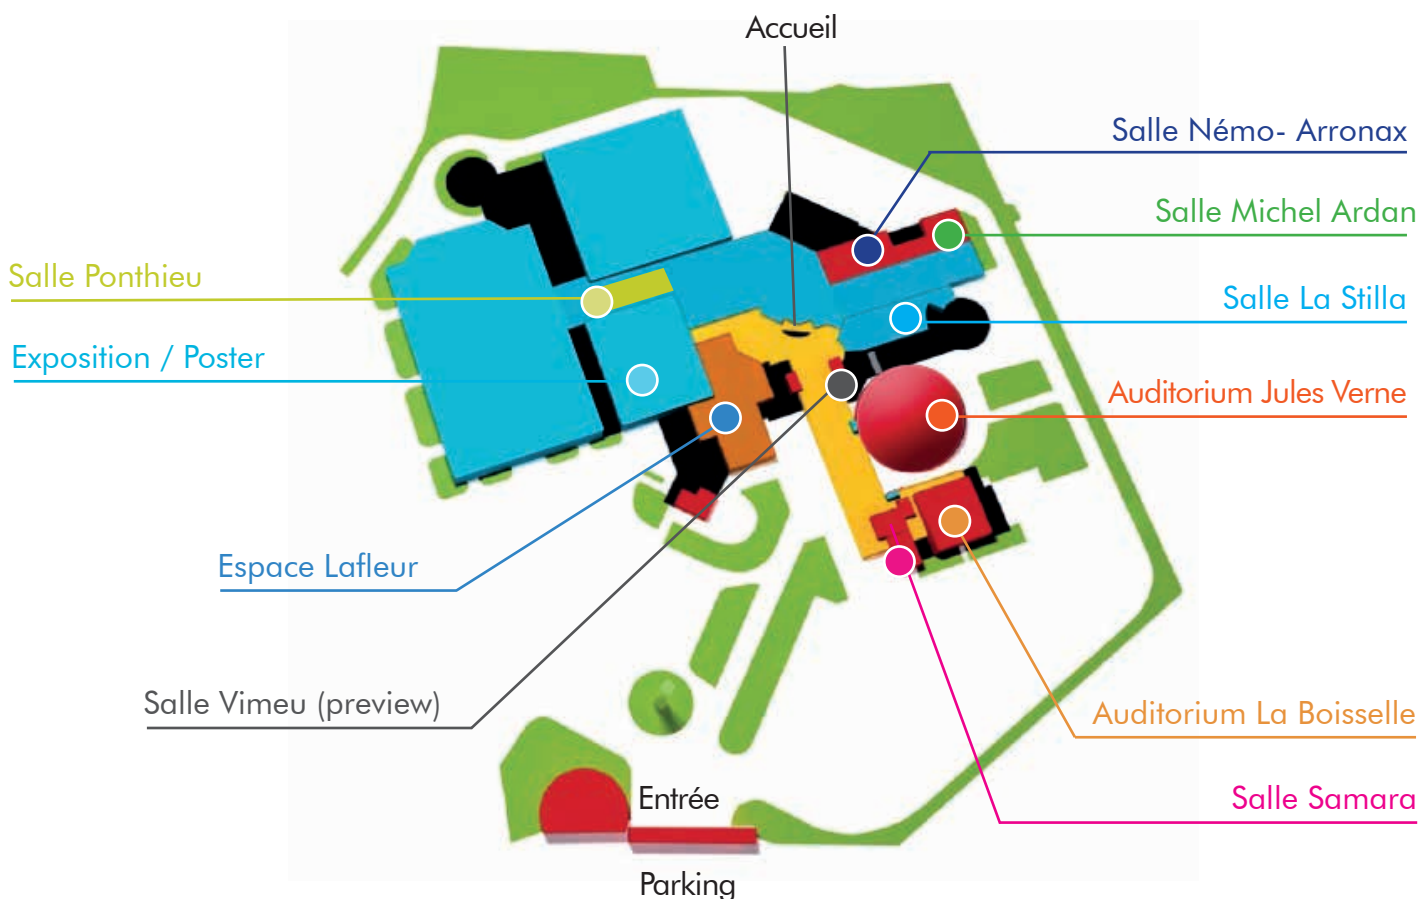 Accueil
Salle Némo- Arronax
Salle Michel Ardan
Salle Ponthieu
Salle La Stilla
Exposition / Poster
Auditorium Jules Verne
Espace Lafleur
Salle Vimeu (preview)
Auditorium La Boisselle
Entrée
Salle Samara
Parking